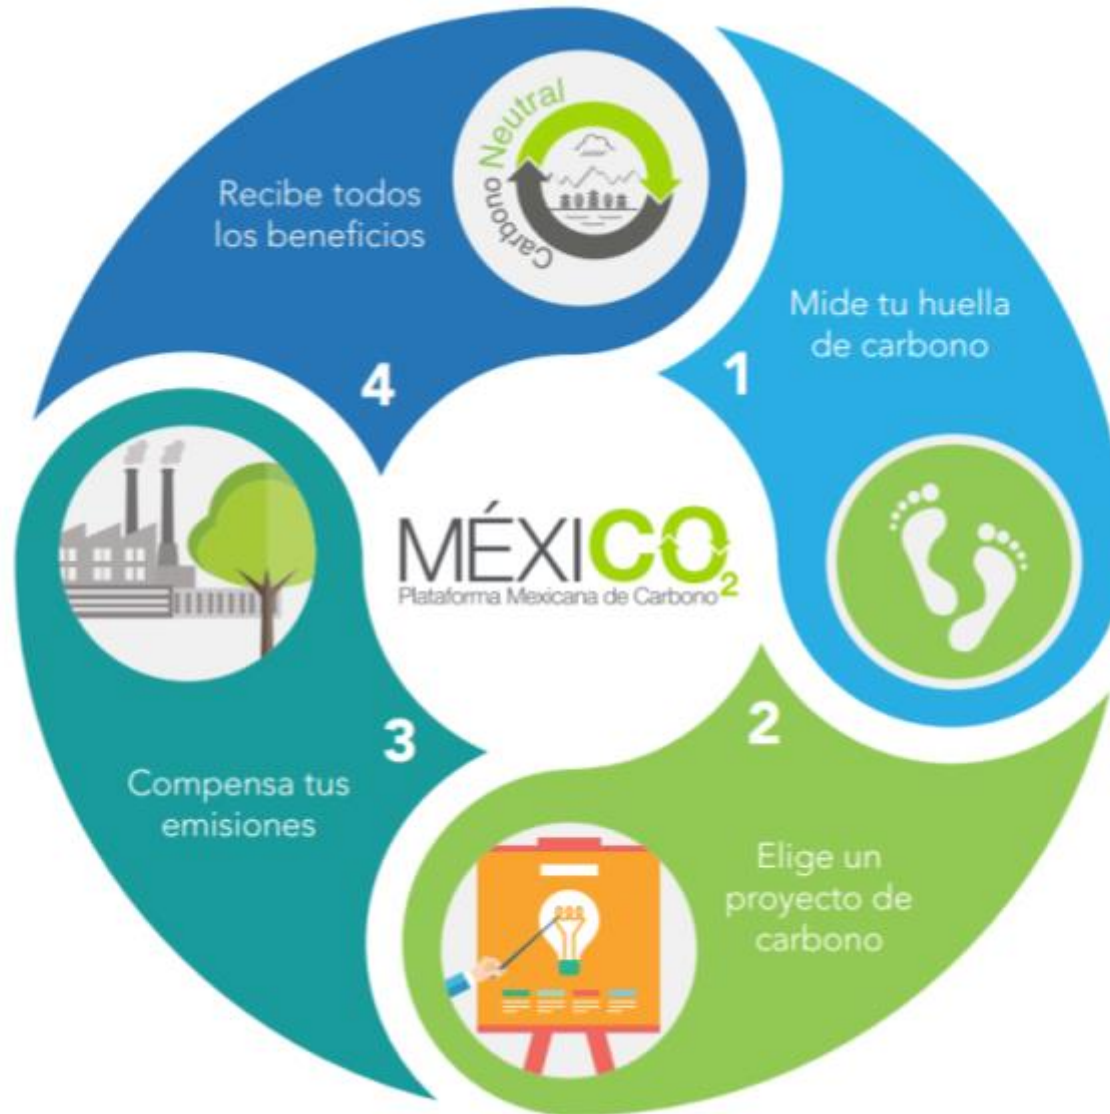 Carbono Neutral
Recibe todos
los beneficios
4
Mide tu huella
de carbono
1
MÉXICO2
Plataforma Mexicana de Carbono
2
Elige un
proyecto de
carbono
3
Compensa tus
emisiones